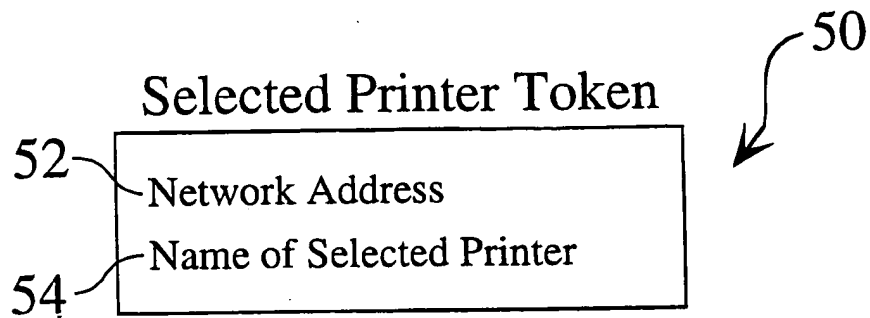 50
Selected Printer Token
52
Network Address
Name of Selected Printer
54